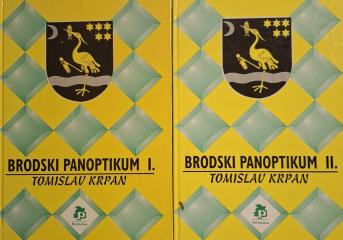 BRODSKI PANOPTIKUM I.
TOMISLAV KRPAN
BRODSKI PANOPTIKUM II.
TOMISLAV KRPAN